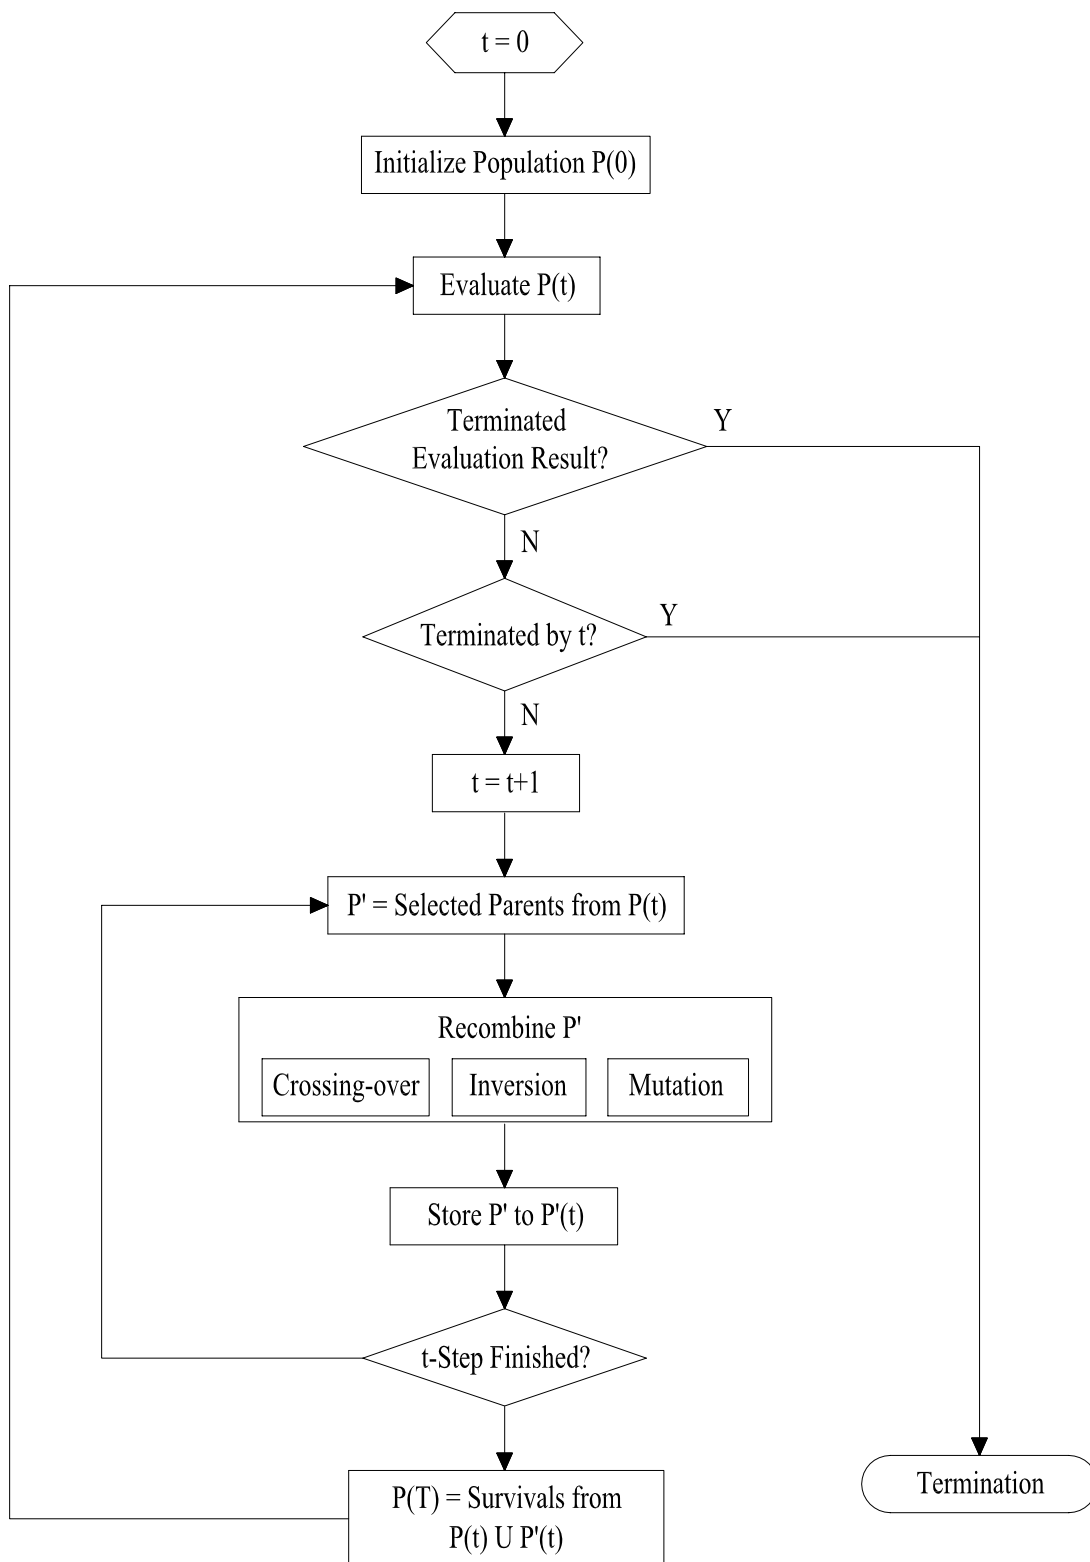 t = 0
Initialize Population P(0)
Evaluate P(t)
Terminated
Evaluation Result?
Y
N
Terminated by t?
Y
N
t = t+1
P' = Selected Parents from P(t)
Recombine P'
Crossing-over
Inversion
Mutation
Store P' to P'(t)
t-Step Finished?
P(T) = Survivals from
P(t) U P'(t)
Termination